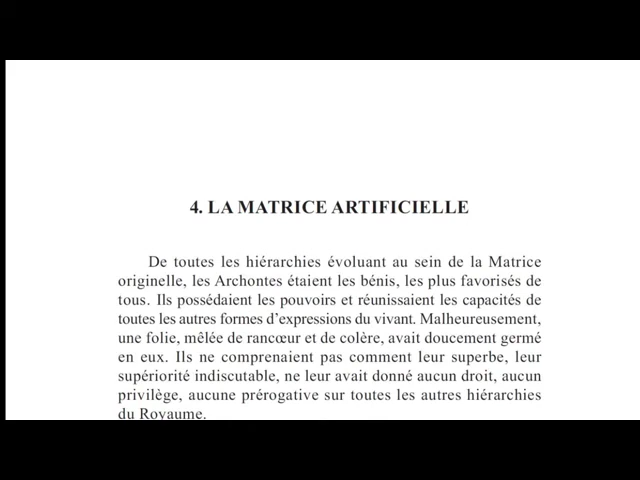 4. LA MATRICE ARTIFICIELLE
De toutes les hiérarchies évoluant au sein de la Matrice
originelle, les Archontes étaient les bénis, les plus favorisés de
tous. Ils possédaient les pouvoirs et réunissaient les capacités de
toutes les autres formes d’expressions du vivant. Malheureusement,
une folie, mêlée de rancœur et de colère, avait doucement germé
en eux. Ils ne comprenaient pas comment leur superbe, leur
supériorité indiscutable, ne leur avait donné aucun droit, aucun
privilège, aucune prérogative sur toutes les autres hiérarchies
du Royaume.